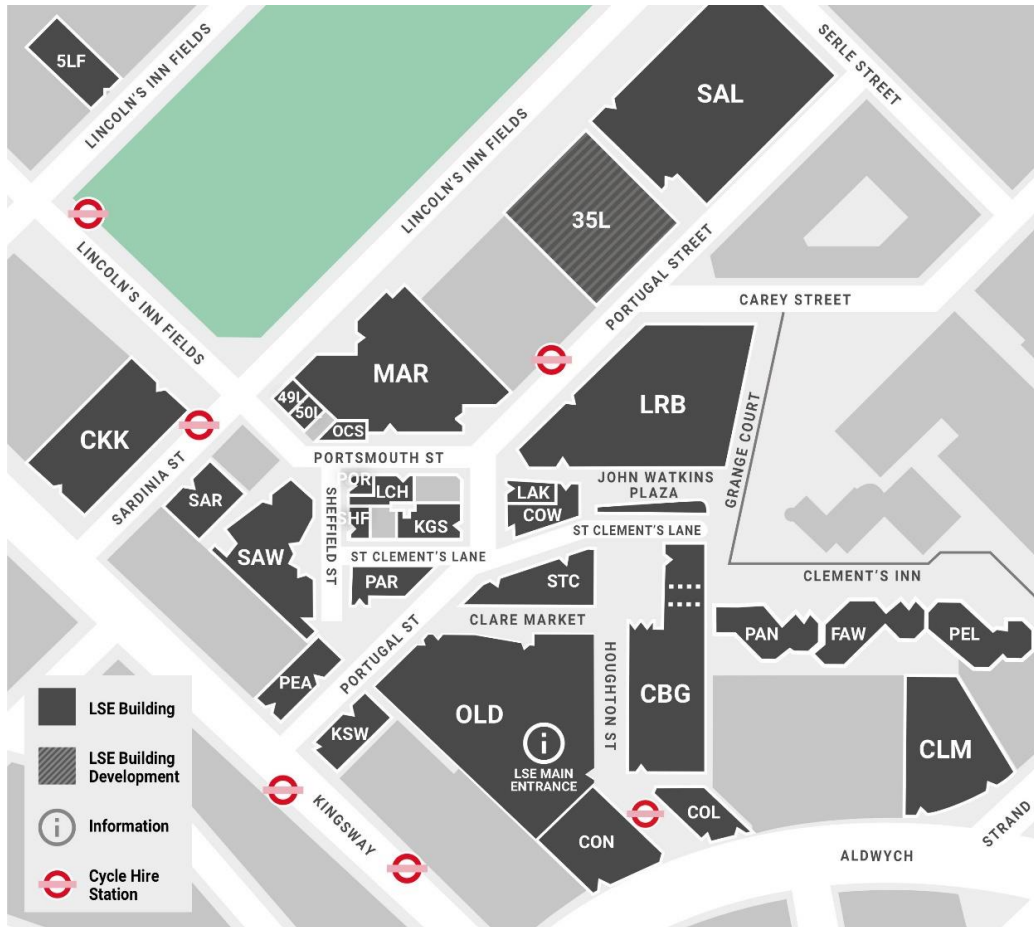 5LF
LINCOLN'S INN FIELDS
SAL
SERLE STREET
LINCOLN'S INN FIELDS
35L
LINCOLN'S INN FIELDS
PORTUGAL STREET
CAREY STREET
MAR
49L
50L
OCS
LRB
CKK
PORTSMOUTH ST
SARDINIA ST
SAR
SAW
SHEFFIELD ST
POR
LCH
SHF
KGS
LAK
COW
JOHN WATKINS
PLAZA
GRANGE COURT
ST CLEMENT'S LANE
ST CLEMENT'S LANE
PAR
STC
CLEMENT'S INN
CLARE MARKET
PORTUGAL ST
PAN
FAW
PEL
PEA
KSW
OLD
HOUGHTON ST
CBG
LSE MAIN
ENTRANCE
CLM
KINGSWAY
CON
COL
ALDWYCH
STRAND
LSE Building
LSE Building
Development
Information
Cycle Hire
Station